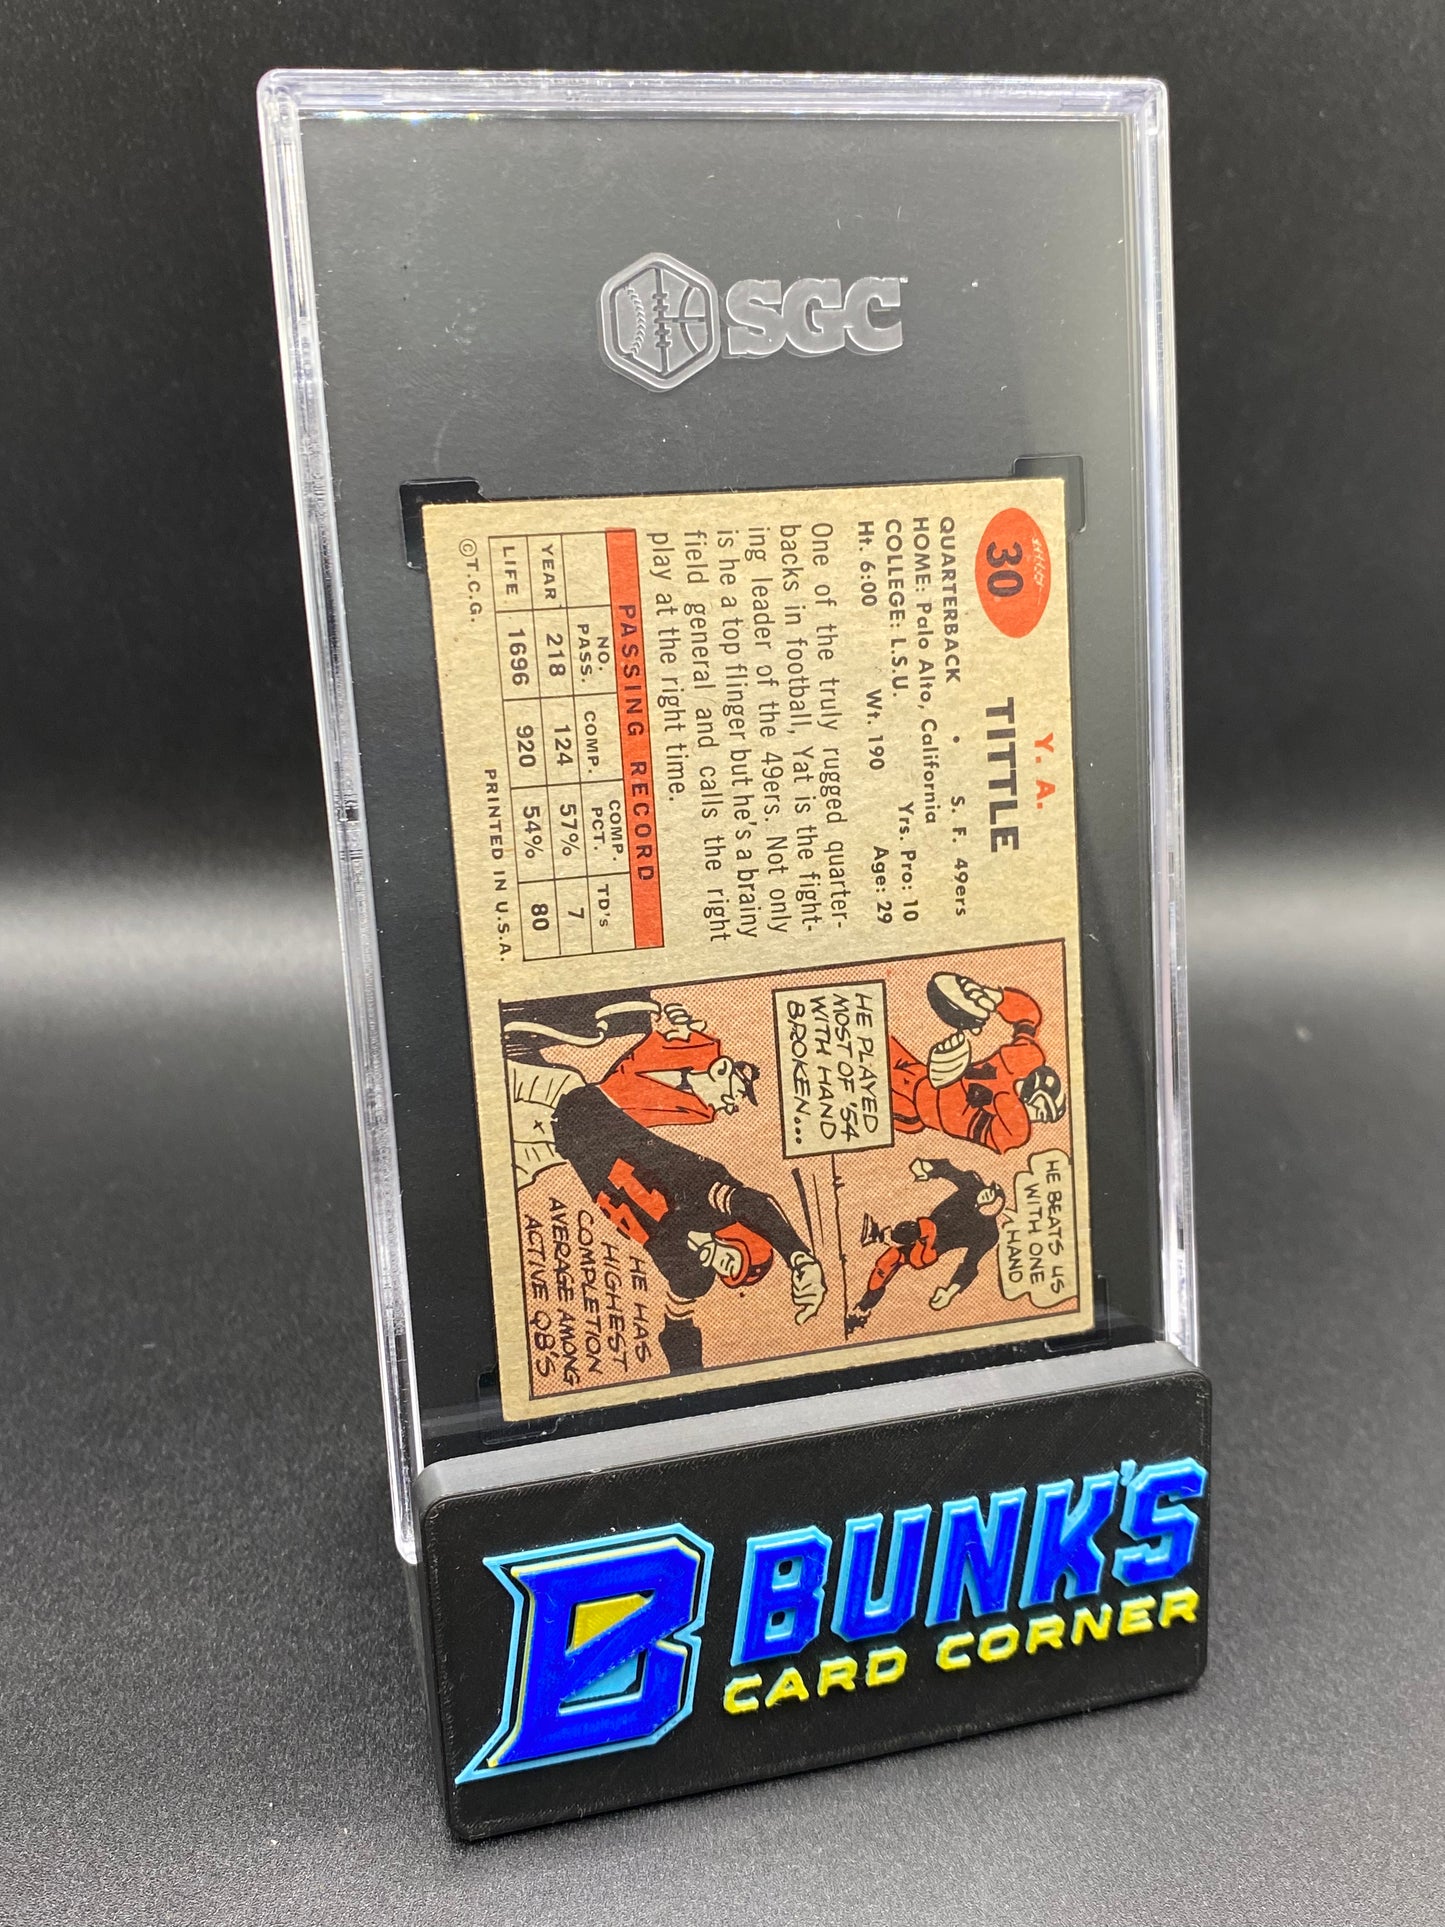 SGC
30
Y. A.
TITTLE
QUARTERBACK • S. F. 49ers
HOME: Palo Alto, California
COLLEGE: L.S.U. Yrs. Pro: 10
Ht. 6:00 Wt. 190 Age: 29
One of the truly rugged quarter-
backs in football, Yat is the fight-
ing leader of the 49ers. Not only
is he a top flinger but he's a brainy
field general and calls the right
play at the right time.
PASSING RECORD
NO. PASS. COMP. COMP. PCT. TD's
YEAR 218 124 57% 7
LIFE 1696 920 54% 80
©T.C.G. PRINTED IN U.S.A.
HE PLAYED
MOST OF '54
WITH HAND
BROKEN...
HE BEATS US
WITH ONE
HAND
14
HE HAS
HIGHEST
COMPLETION
AVERAGE AMONG
ACTIVE QB'S
B
BUNK'S
CARD CORNER